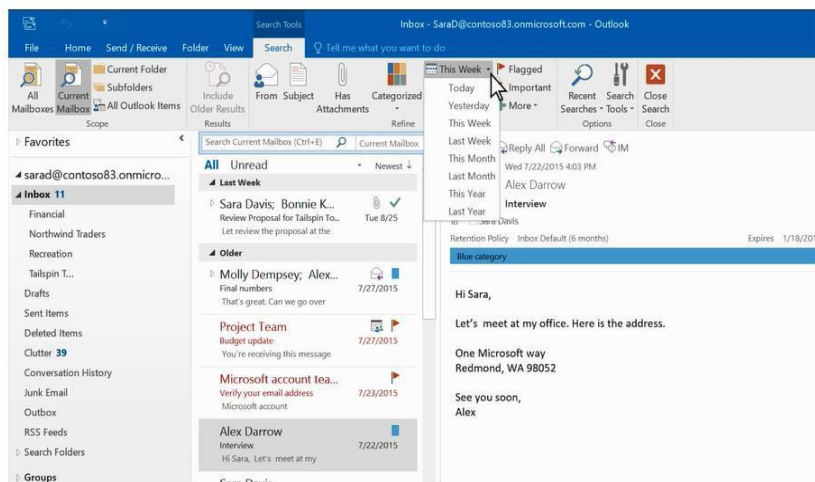 Search Tools
Inbox - SaraD@contoso83.onmicrosoft.com - Outlook
File Home Send / Receive Folder View Search Tell me what you want to do
All Mailboxes
Current Mailbox
Current Folder
Subfolders
All Outlook Items
Scope
Include Older Results
Results
From
Subject
Has Attachments
Categorized
This Week
Flagged
Important
More
Refine
Recent Searches
Search Tools
Options
Close Search
Close
Today
Yesterday
This Week
Last Week
This Month
Last Month
This Year
Last Year
Favorites
sarad@contoso83.onmicro...
Inbox 11
Financial
Northwind Traders
Recreation
Tailspin T...
Drafts
Sent Items
Deleted Items
Clutter 39
Conversation History
Junk Email
Outbox
RSS Feeds
Search Folders
Groups
Search Current Mailbox (Ctrl+E)
Current Mailbox
All Unread Newest
Last Week
Sara Davis; Bonnie K...
Review Proposal for Tailspin To... Tue 8/25
Let review the proposal at the
Older
Molly Dempsey; Alex...
Final numbers 7/27/2015
That's great. Can we go over
Project Team
Budget update 7/27/2015
You're receiving this message
Microsoft account tea...
Verify your email address 7/23/2015
Microsoft account
Alex Darrow
Interview 7/22/2015
Hi Sara, Let's meet at my
Reply All Forward IM
Wed 7/22/2015 4:03 PM
Alex Darrow
Interview
To Sara Davis
Retention Policy Inbox Default (6 months) Expires 1/18/201
Blue category
Hi Sara,
Let's meet at my office. Here is the address.
One Microsoft way
Redmond, WA 98052
See you soon,
Alex